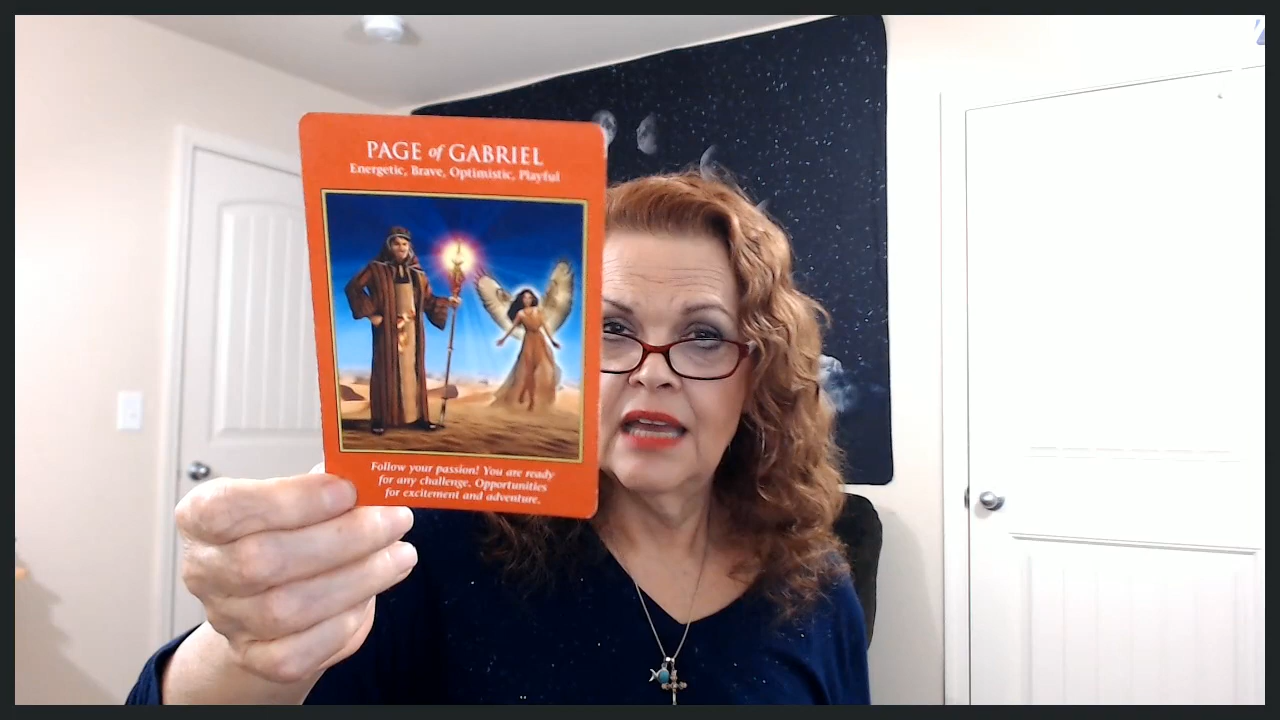 PAGE of GABRIEL
Energetic, Brave, Optimistic, Playful
Follow your passion! You are ready
for any challenge. Opportunities
for excitement and adventure.